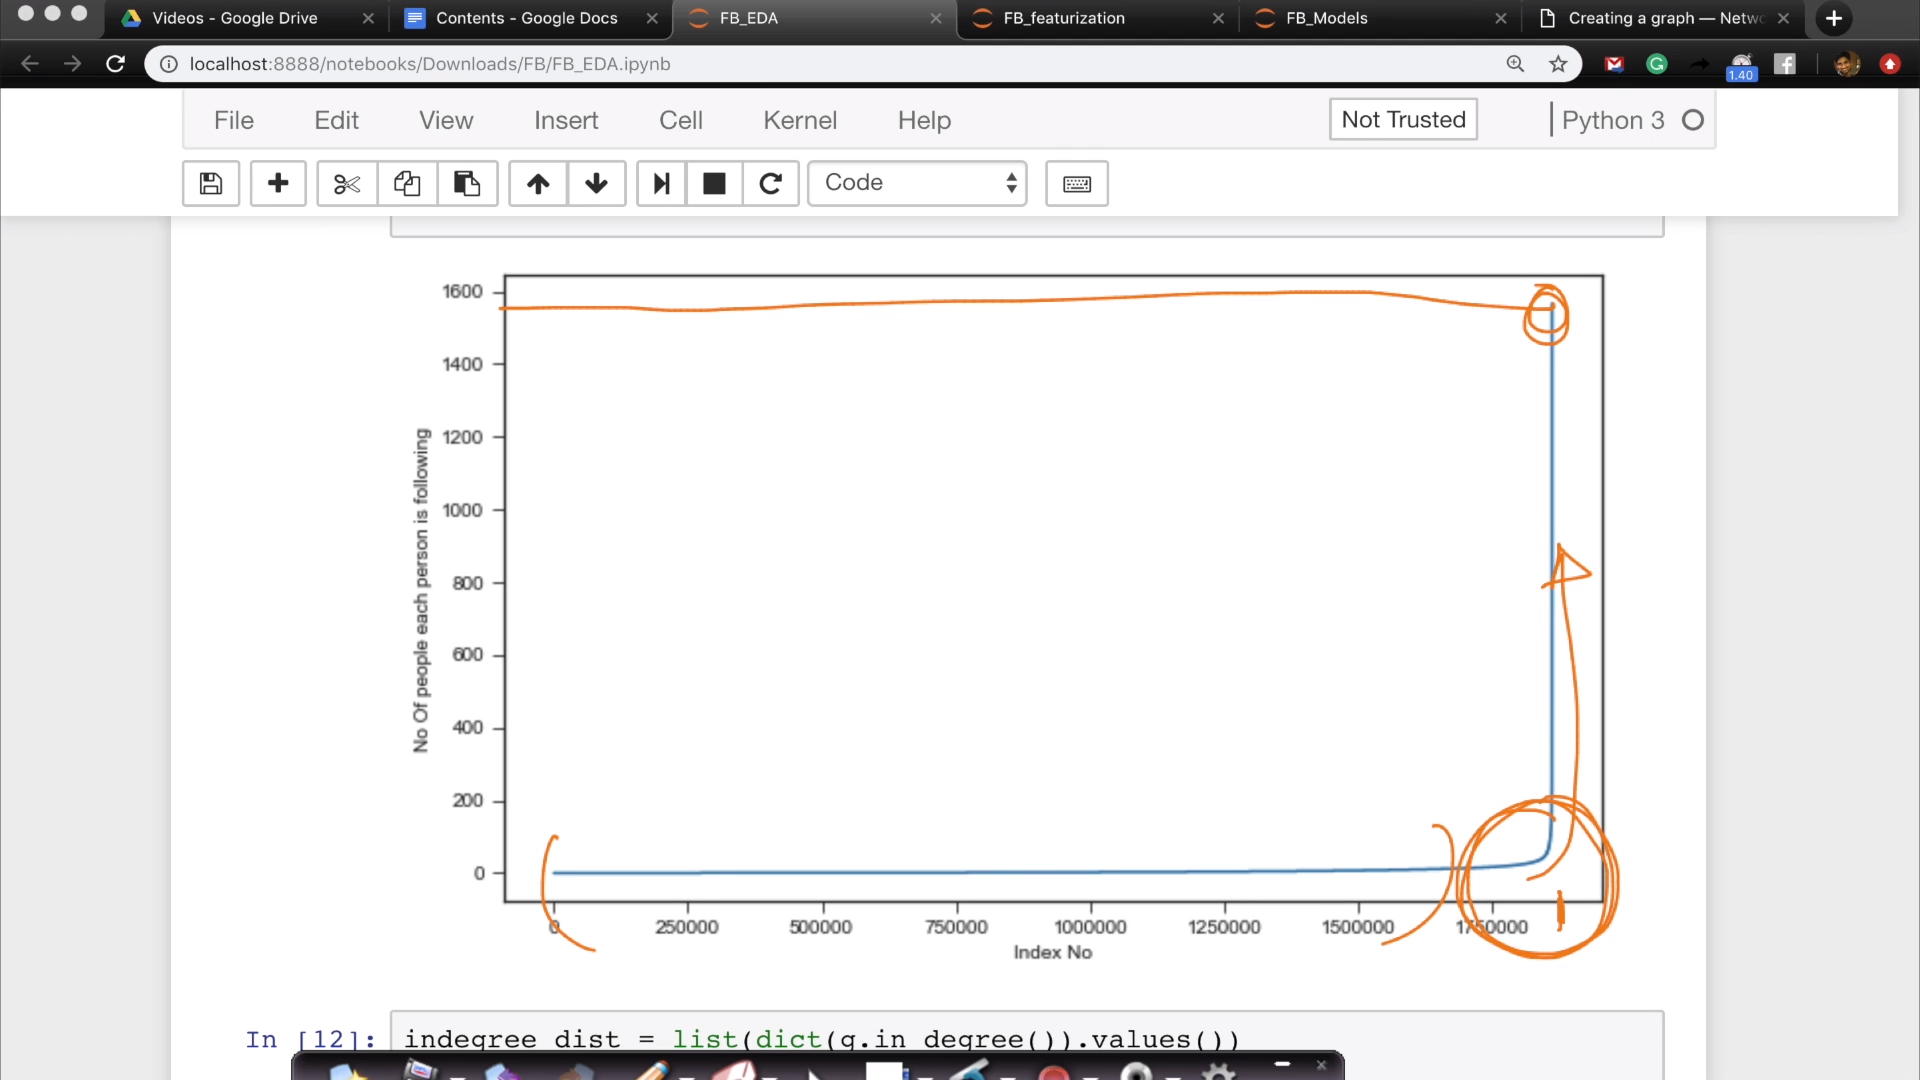 Videos - Google Drive
Contents - Google Docs
FB_EDA
FB_featurization
FB_Models
Creating a graph — Netw
localhost:8888/notebooks/Downloads/FB/FB_EDA.ipynb
1.40
File Edit View Insert Cell Kernel Help
Not Trusted
Python 3
Code
1600
1400
1200
1000
800
600
400
200
0
No Of people each person is following
0 250000 500000 750000 1000000 1250000 1500000 1750000
Index No
In [12]: indegree_dist = list(dict(g.in_degree()).values())